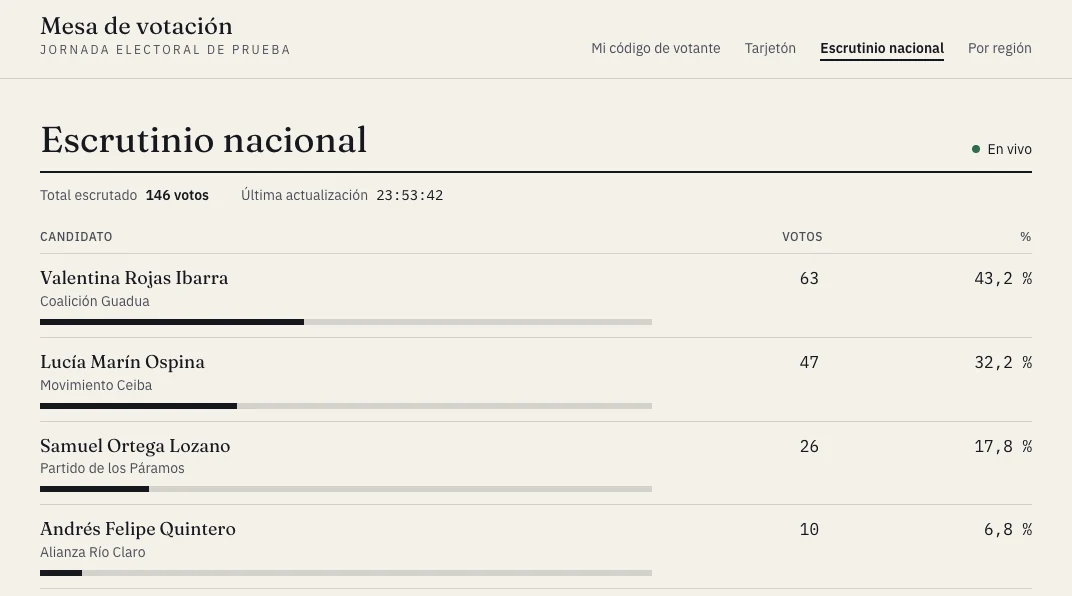 Mesa de votación
JORNADA ELECTORAL DE PRUEBA
Mi código de votante Tarjetón Escrutinio nacional Por región
Escrutinio nacional
En vivo
Total escrutado 146 votos Última actualización 23:53:42
CANDIDATO VOTOS %
Valentina Rojas Ibarra 63 43,2 %
Coalición Guadua
Lucía Marín Ospina 47 32,2 %
Movimiento Ceiba
Samuel Ortega Lozano 26 17,8 %
Partido de los Páramos
Andrés Felipe Quintero 10 6,8 %
Alianza Río Claro